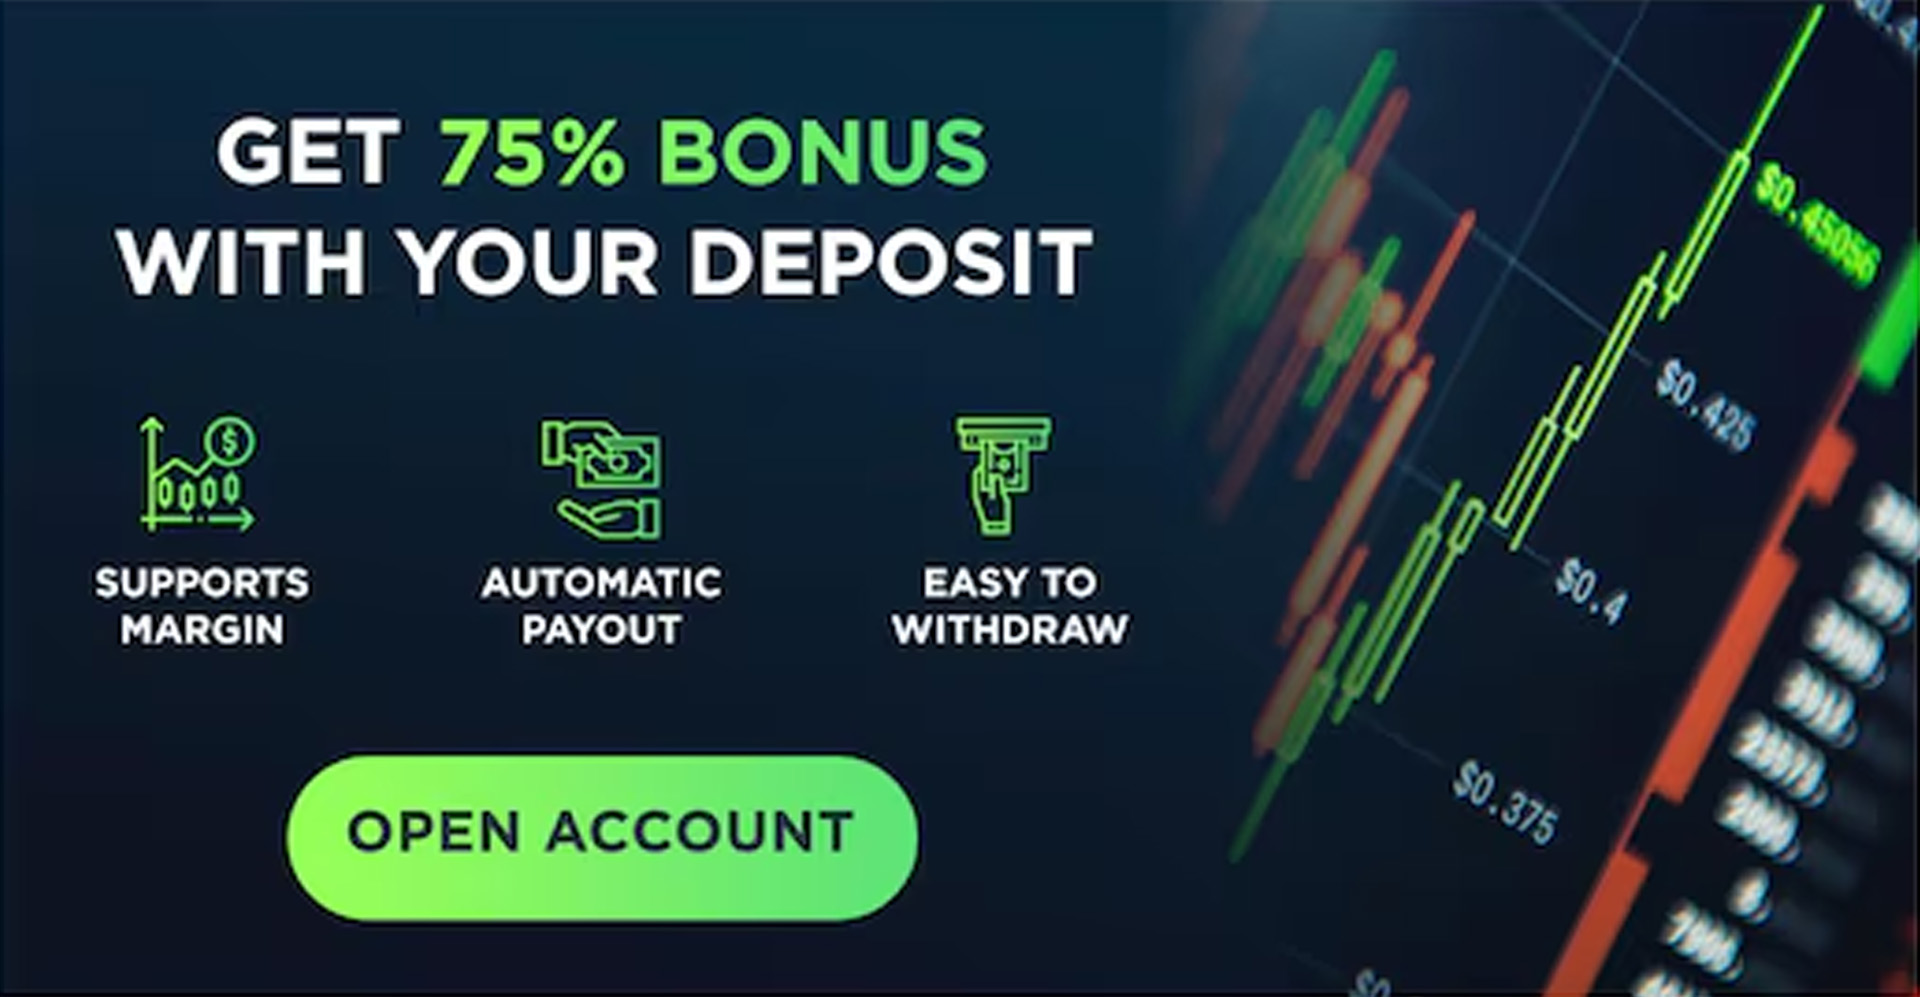 GET 75% BONUS
WITH YOUR DEPOSIT
SUPPORTS
MARGIN
AUTOMATIC
PAYOUT
EASY TO
WITHDRAW
OPEN ACCOUNT
$0.45056
$0.425
$0.4
$0.375